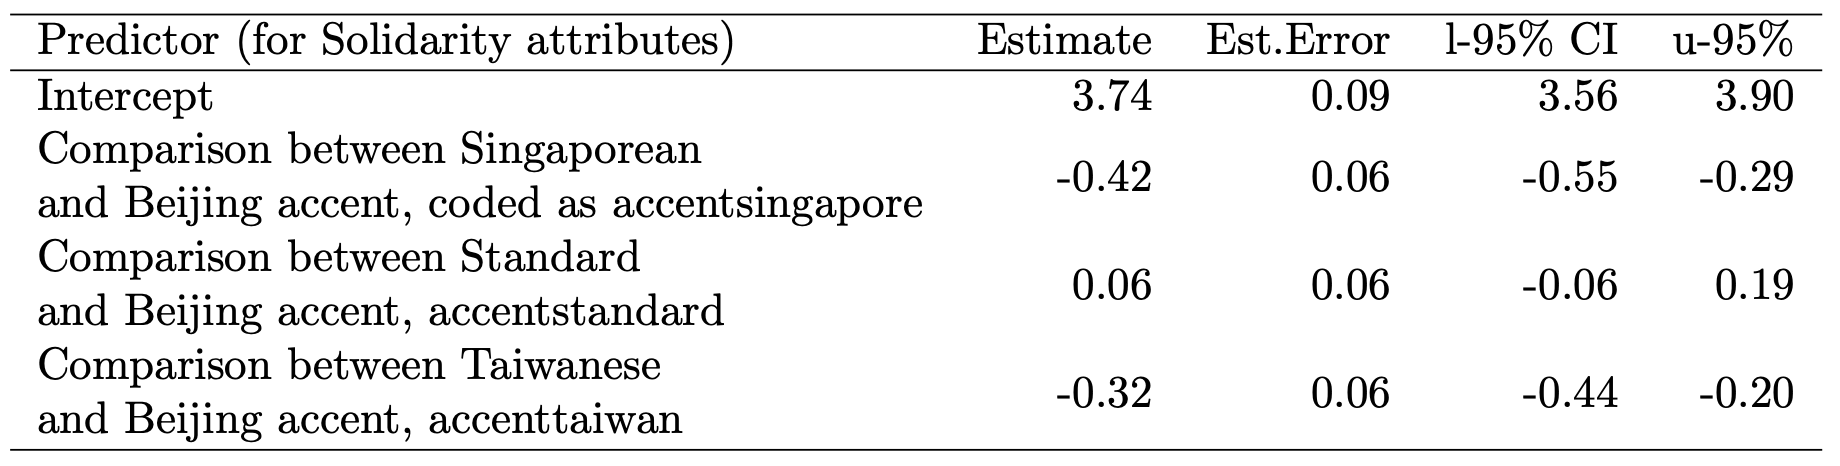 Predictor (for Solidarity attributes) Estimate Est.Error l-95% CI u-95%
Intercept 3.74 0.09 3.56 3.90
Comparison between Singaporean
and Beijing accent, coded as accentsingapore -0.42 0.06 -0.55 -0.29
Comparison between Standard
and Beijing accent, accentstandard 0.06 0.06 -0.06 0.19
Comparison between Taiwanese
and Beijing accent, accenttaiwan -0.32 0.06 -0.44 -0.20